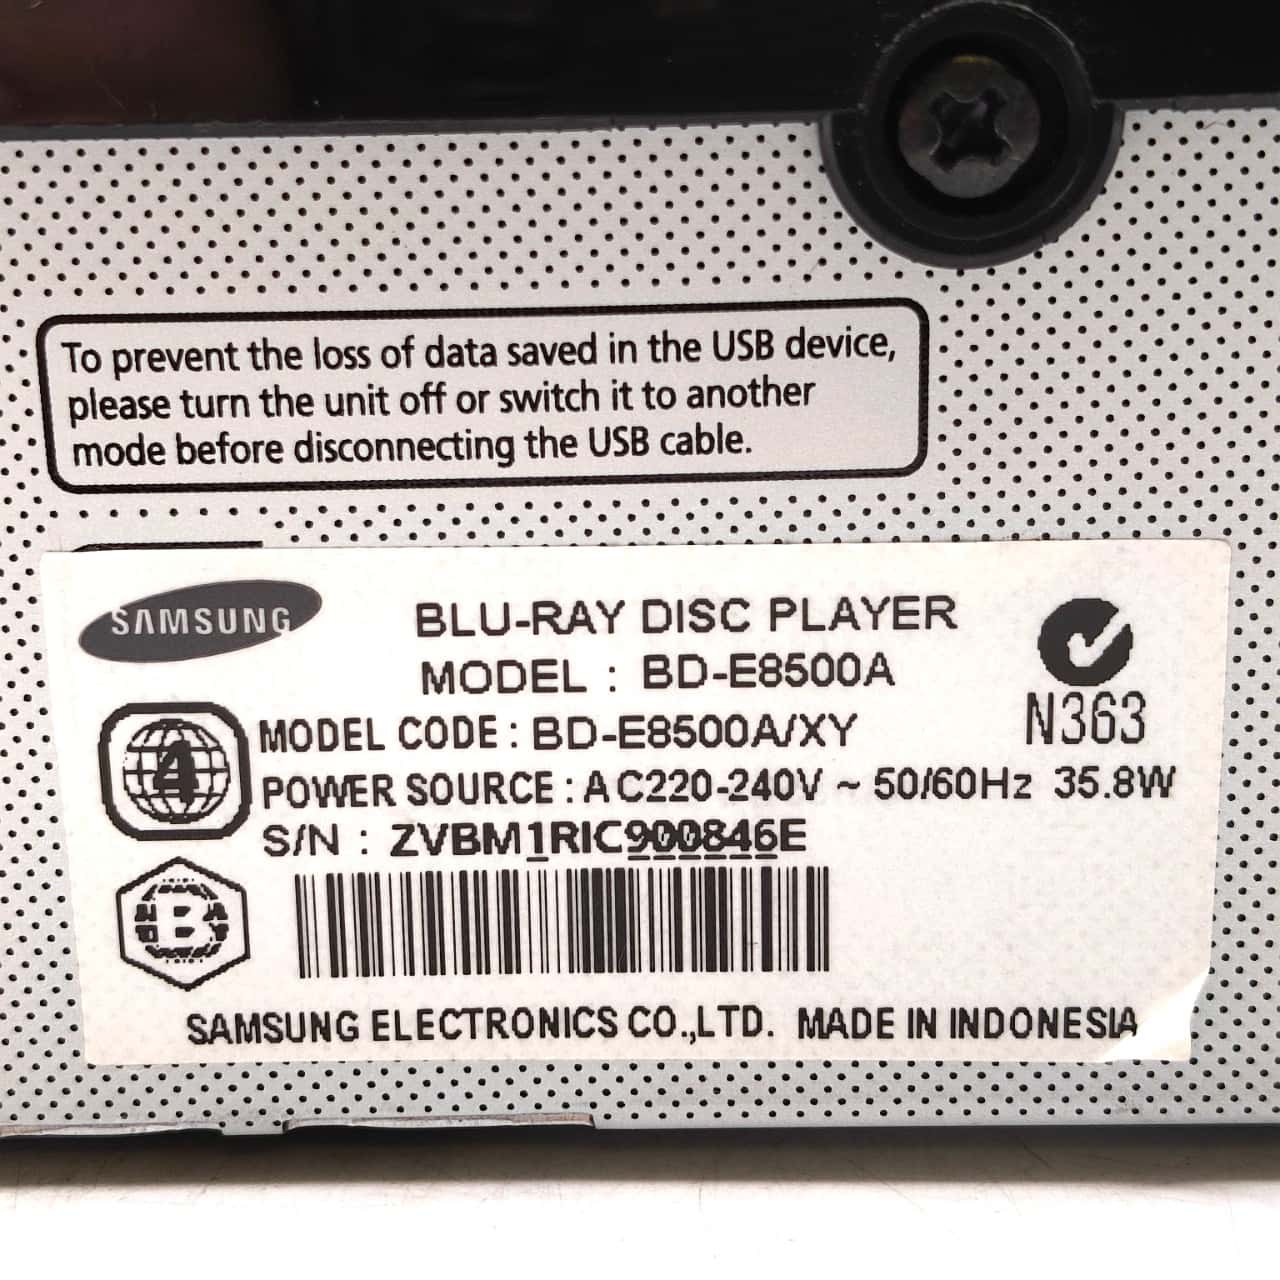 To prevent the loss of data saved in the USB device,
please turn the unit off or switch it to another
mode before disconnecting the USB cable.
SAMSUNG
BLU-RAY DISC PLAYER
MODEL : BD-E8500A
N363
4
MODEL CODE : BD-E8500A/XY
POWER SOURCE : AC220-240V ~ 50/60Hz 35.8W
S/N : ZVBM1RIC900846E
B
SAMSUNG ELECTRONICS CO.,LTD. MADE IN INDONESIA